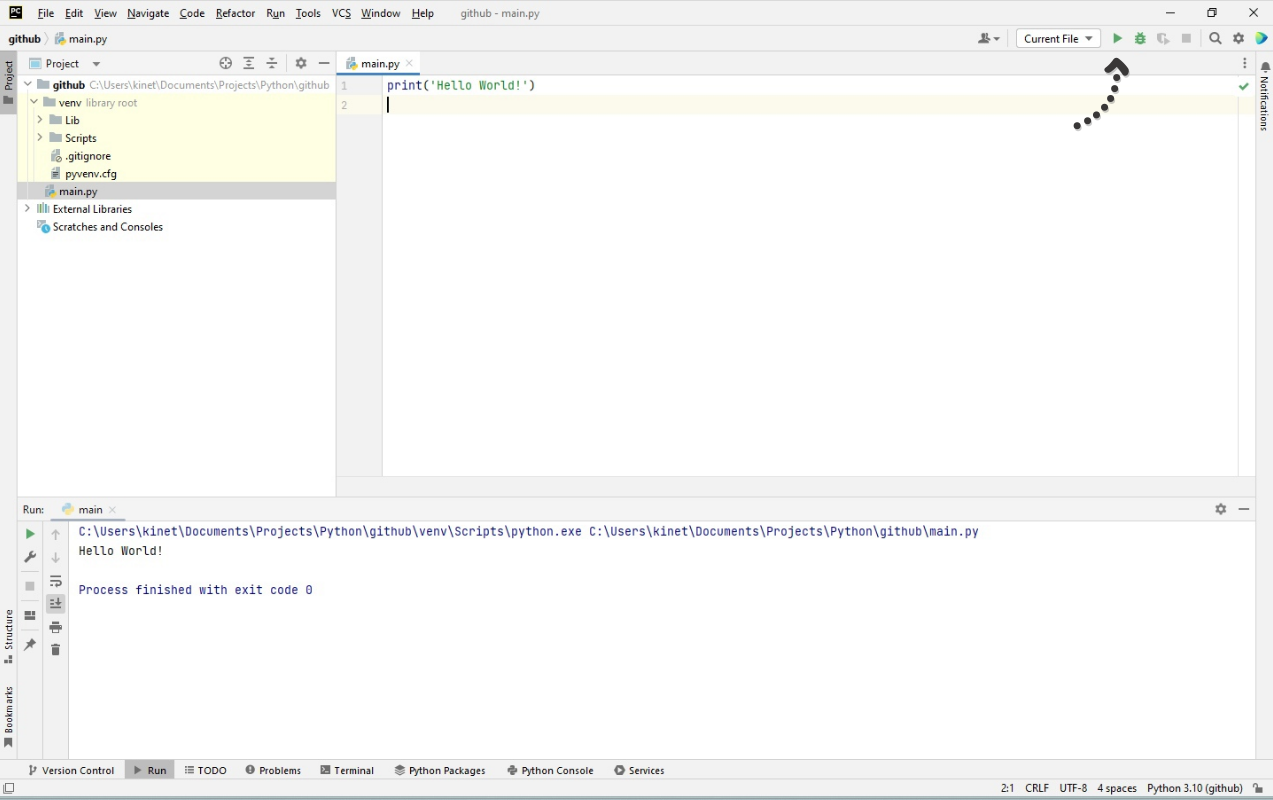 PC File Edit View Navigate Code Refactor Run Tools VCS Window Help github - main.py
github main.py Current File
Project
Project
main.py
Notifications
github C:\Users\kinet\Documents\Projects\Python\github
venv library root
Lib
Scripts
.gitignore
pyvenv.cfg
main.py
External Libraries
Scratches and Consoles
1 print('Hello World!')
2
Run: main
C:\Users\kinet\Documents\Projects\Python\github\venv\Scripts\python.exe C:\Users\kinet\Documents\Projects\Python\github\main.py
Hello World!
Process finished with exit code 0
Structure
Bookmarks
Version Control Run TODO Problems Terminal Python Packages Python Console Services
2:1 CRLF UTF-8 4 spaces Python 3.10 (github)